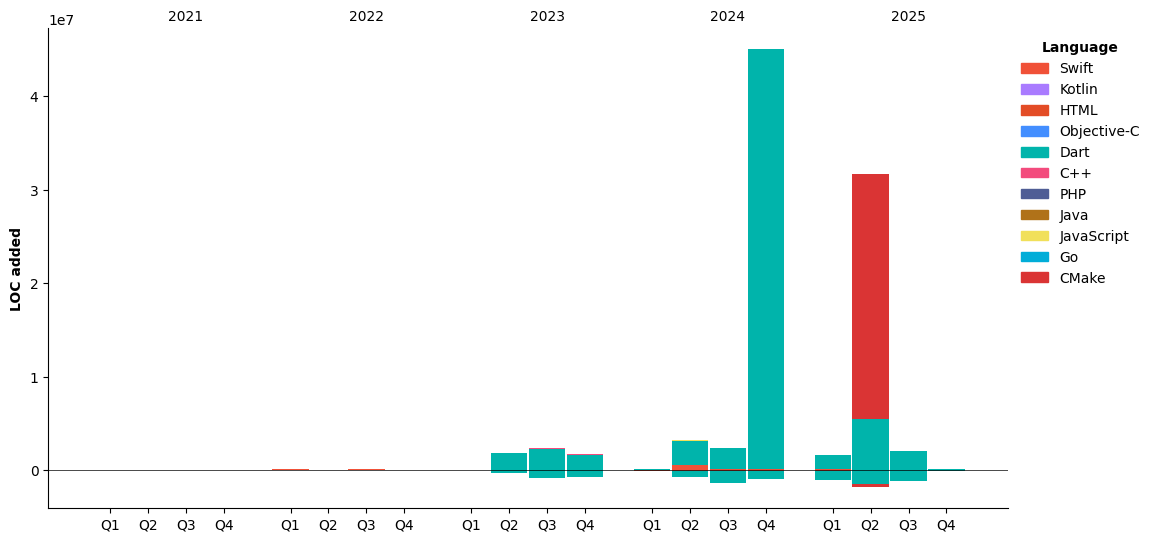 2021 2022 2023 2024 2025
1e7
4
3
2
1
0
LOC added
Q1 Q2 Q3 Q4 Q1 Q2 Q3 Q4 Q1 Q2 Q3 Q4 Q1 Q2 Q3 Q4 Q1 Q2 Q3 Q4
Language
Swift
Kotlin
HTML
Objective-C
Dart
C++
PHP
Java
JavaScript
Go
CMake